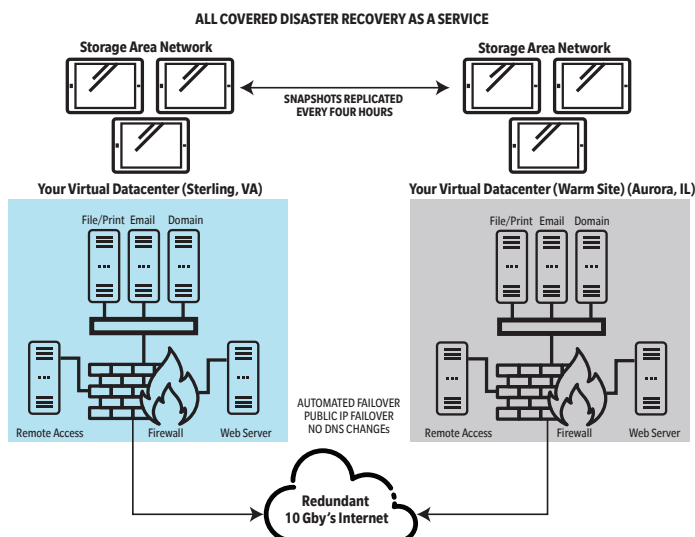 ALL COVERED DISASTER RECOVERY AS A SERVICE
Storage Area Network
Storage Area Network
SNAPSHOTS REPLICATED
EVERY FOUR HOURS
Your Virtual Datacenter (Sterling, VA)
Your Virtual Datacenter (Warm Site) (Aurora, IL)
File/Print Email Domain
File/Print Email Domain
Remote Access
Firewall
Web Server
AUTOMATED FAILOVER
PUBLIC IP FAILOVER
NO DNS CHANGEs
Remote Access
Firewall
Web Server
Redundant
10 Gby's Internet